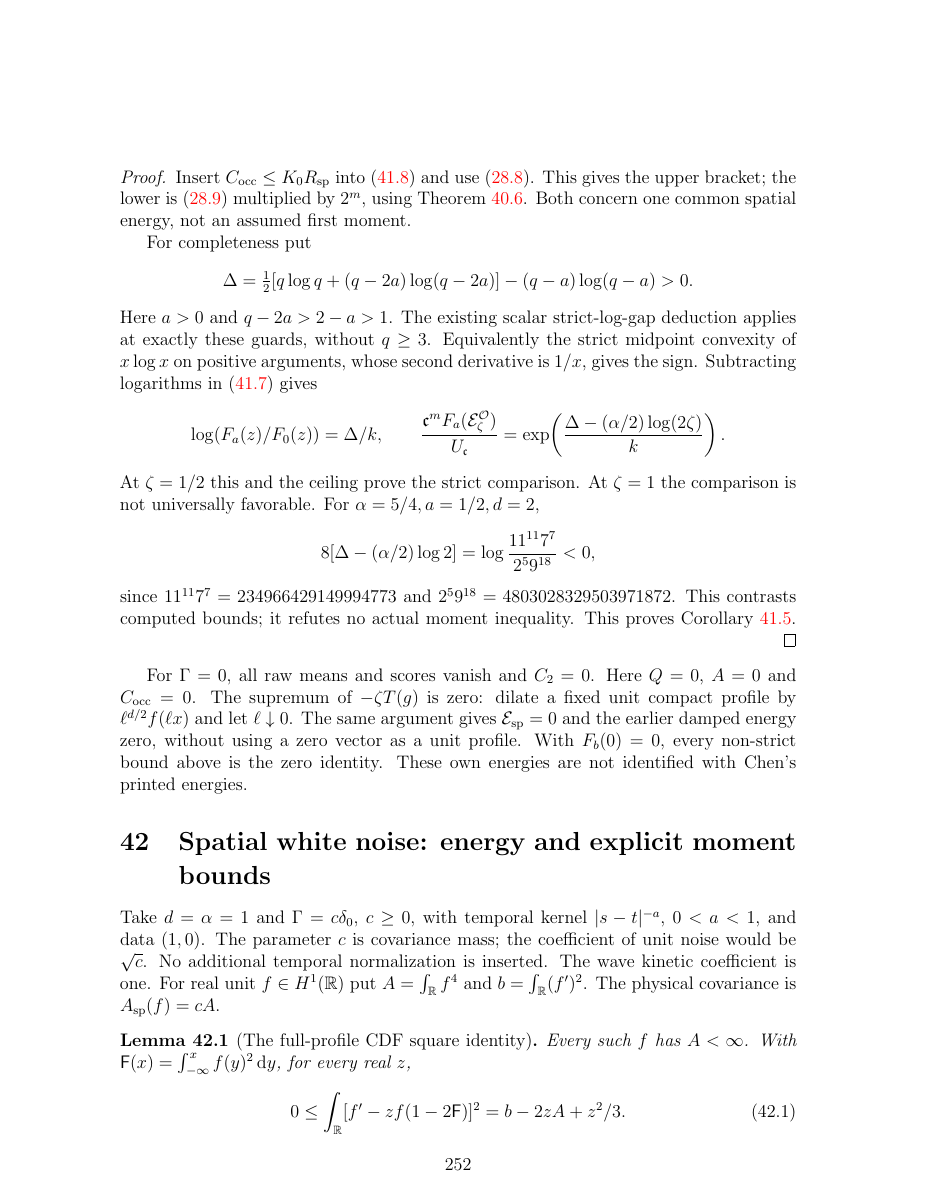 Proof. Insert C_occ ≤ K_0R_sp into (41.8) and use (28.8). This gives the upper bracket; the
lower is (28.9) multiplied by 2^m, using Theorem 40.6. Both concern one common spatial
energy, not an assumed first moment.
For completeness put
Δ = 1/2[q log q + (q − 2a) log(q − 2a)] − (q − a) log(q − a) > 0.
Here a > 0 and q − 2a > 2 − a > 1. The existing scalar strict-log-gap deduction applies
at exactly these guards, without q ≥ 3. Equivalently the strict midpoint convexity of
x log x on positive arguments, whose second derivative is 1/x, gives the sign. Subtracting
logarithms in (41.7) gives
log(F_a(z)/F_0(z)) = Δ/k, 𝔠^m F_a(ℰ_ζ^𝒪) / U_𝔠 = exp( (Δ − (α/2) log(2ζ)) / k ).
At ζ = 1/2 this and the ceiling prove the strict comparison. At ζ = 1 the comparison is
not universally favorable. For α = 5/4, a = 1/2, d = 2,
8[Δ − (α/2) log 2] = log (11^11 7^7 / 2^5 9^18) < 0,
since 11^11 7^7 = 234966429149994773 and 2^5 9^18 = 4803028329503971872. This contrasts
computed bounds; it refutes no actual moment inequality. This proves Corollary 41.5.
□
For Γ = 0, all raw means and scores vanish and C_2 = 0. Here Q = 0, A = 0 and
C_occ = 0. The supremum of −ζT(g) is zero: dilate a fixed unit compact profile by
ℓ^{d/2} f(ℓx) and let ℓ ↓ 0. The same argument gives ℰ_sp = 0 and the earlier damped energy
zero, without using a zero vector as a unit profile. With F_b(0) = 0, every non-strict
bound above is the zero identity. These own energies are not identified with Chen's
printed energies.
42 Spatial white noise: energy and explicit moment
bounds
Take d = α = 1 and Γ = cδ_0, c ≥ 0, with temporal kernel |s − t|^{−a}, 0 < a < 1, and
data (1, 0). The parameter c is covariance mass; the coefficient of unit noise would be
√c. No additional temporal normalization is inserted. The wave kinetic coefficient is
one. For real unit f ∈ H^1(ℝ) put A = ∫_ℝ f^4 and b = ∫_ℝ(f′)^2. The physical covariance is
A_sp(f) = cA.
Lemma 42.1 (The full-profile CDF square identity). Every such f has A < ∞. With
F(x) = ∫_{−∞}^x f(y)^2 dy, for every real z,
0 ≤ ∫_ℝ [f′ − zf(1 − 2F)]^2 = b − 2zA + z^2/3. (42.1)
252